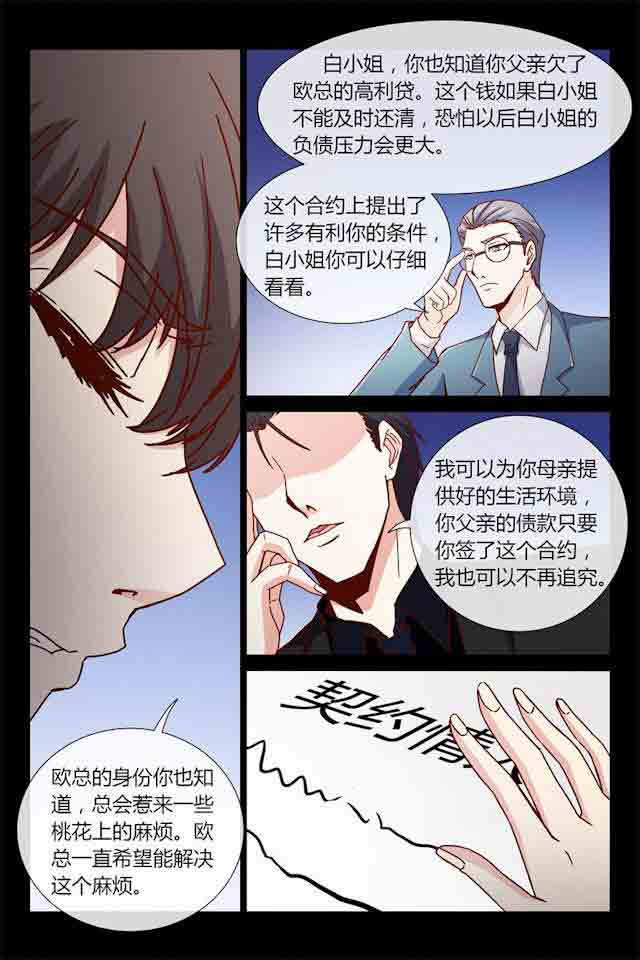 白小姐，你也知道你父亲欠了
欧总的高利贷。这个钱如果白小姐
不能及时还清，恐怕以后白小姐的
负债压力会更大。
这个合约上提出了
许多有利你的条件，
白小姐你可以仔细
看看。
我可以为你母亲提
供好的生活环境，
你父亲的债款只要
你签了这个合约，
我也可以不再追究。
欧总的身份你也知
道，总会惹来一些
桃花上的麻烦。欧
总一直希望能解决
这个麻烦。
契约情